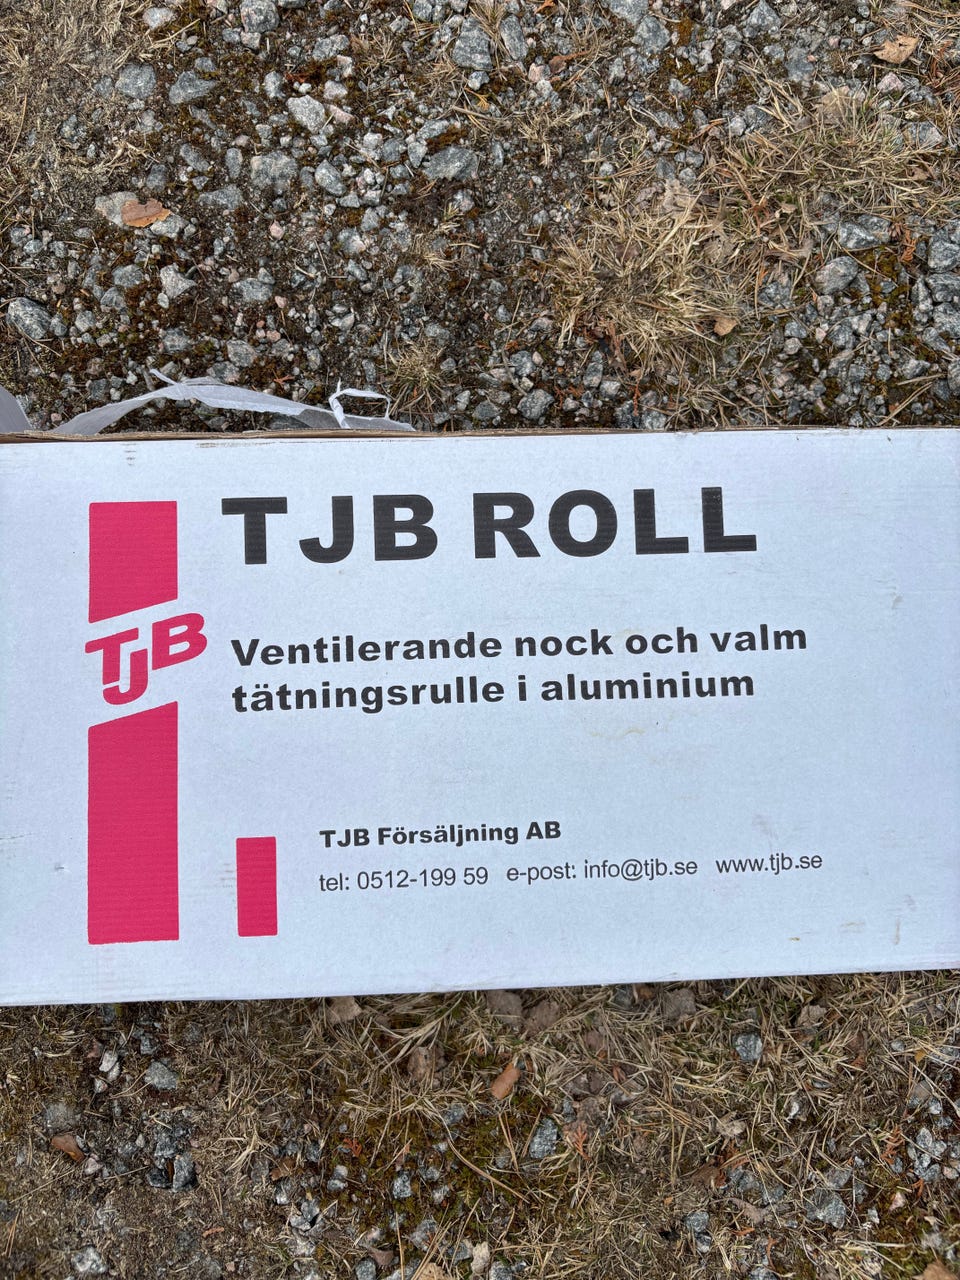 TJB ROLL
TJB
Ventilerande nock och valm
tätningsrulle i aluminium
TJB Försäljning AB
tel: 0512-199 59 e-post: info@tjb.se www.tjb.se